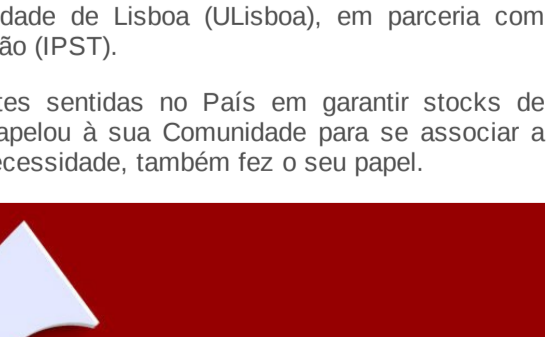 dade de Lisboa (ULisboa), em parceria com
ão (IPST).
tes sentidas no País em garantir stocks de
apelou à sua Comunidade para se associar a
ecessidade, também fez o seu papel.